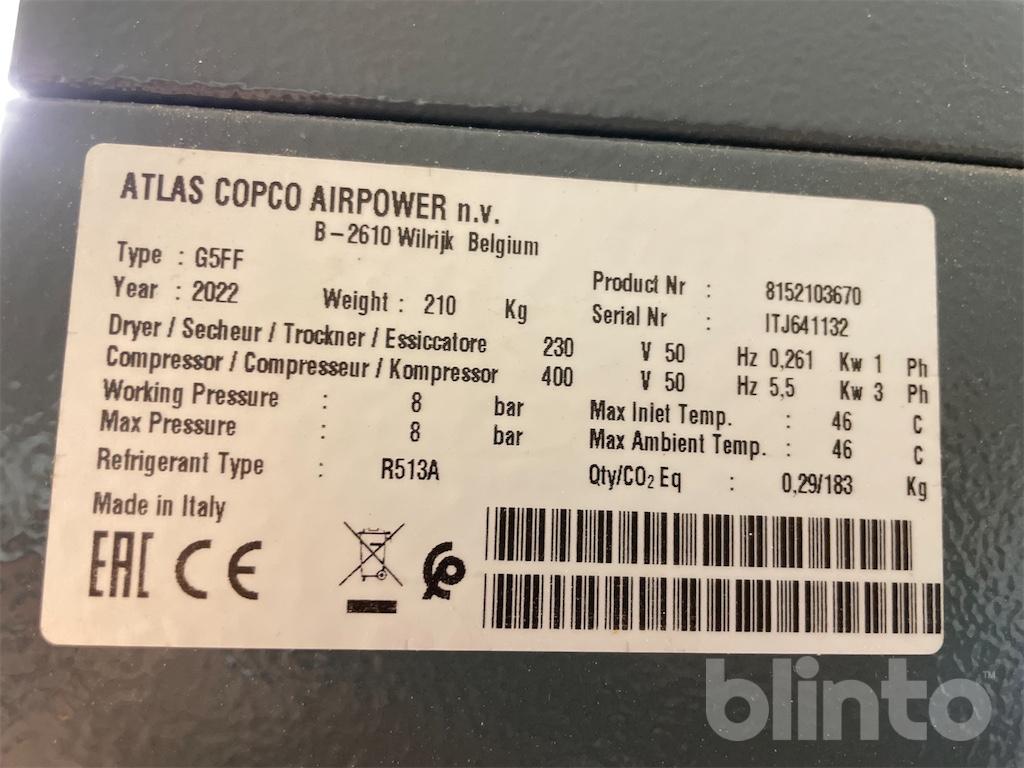 ATLAS COPCO AIRPOWER n.v.
B-2610 Wilrijk Belgium
Type : G5FF
Year : 2022 Weight : 210 Kg
Product Nr : 8152103670
Serial Nr : ITJ641132
Dryer / Secheur / Trockner / Essiccatore 230 V 50 Hz 0,261 Kw 1 Ph
Compressor / Compresseur / Kompressor 400 V 50 Hz 5,5 Kw 3 Ph
Working Pressure : 8 bar Max Inlet Temp. : 46 C
Max Pressure : 8 bar Max Ambient Temp. : 46 C
Refrigerant Type : R513A Qty/CO₂ Eq : 0,29/183 Kg
Made in Italy
EAC CE
blinto™